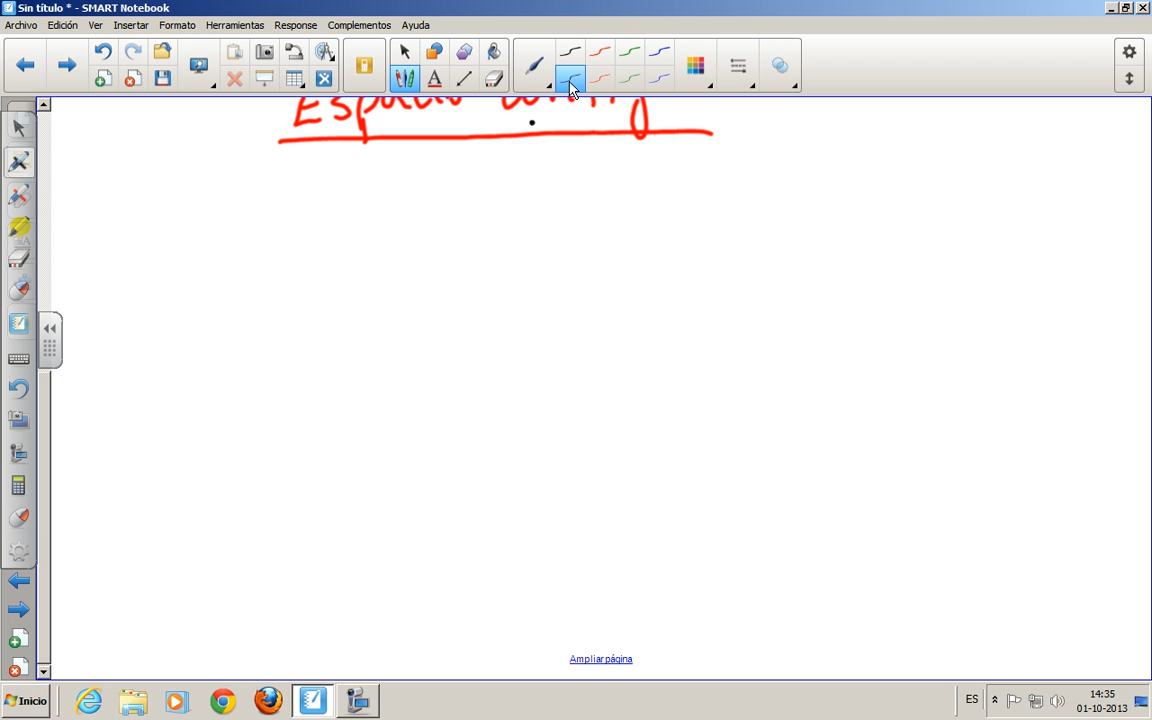 Sin título * - SMART Notebook
Archivo Edición Ver Insertar Formato Herramientas Response Complementos Ayuda
A
Espacio
Ampliar página
Inicio
ES
14:35
01-10-2013